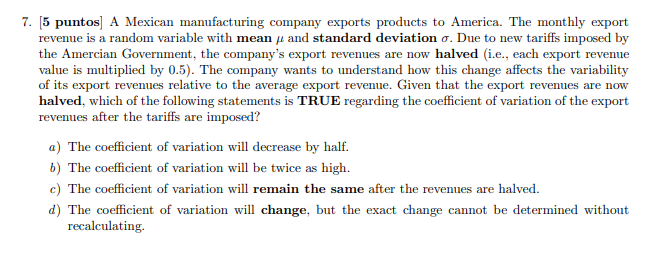 7. [5 puntos] A Mexican manufacturing company exports products to America. The monthly export
revenue is a random variable with mean μ and standard deviation σ. Due to new tariffs imposed by
the Amercian Government, the company's export revenues are now halved (i.e., each export revenue
value is multiplied by 0.5). The company wants to understand how this change affects the variability
of its export revenues relative to the average export revenue. Given that the export revenues are now
halved, which of the following statements is TRUE regarding the coefficient of variation of the export
revenues after the tariffs are imposed?
a) The coefficient of variation will decrease by half.
b) The coefficient of variation will be twice as high.
c) The coefficient of variation will remain the same after the revenues are halved.
d) The coefficient of variation will change, but the exact change cannot be determined without
recalculating.